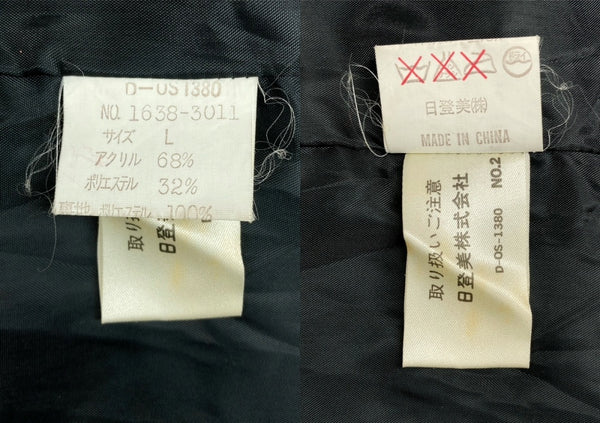 D-OS1380
NO. 1638-3011
サイズ L
アクリル 68%
ポリエステル 32%
裏地 ポリエステル 100%
取り扱い
日登美
日登美㈱
MADE IN CHINA
取り扱いご注意
日登美株式会社
D-OS-1380 NO.2